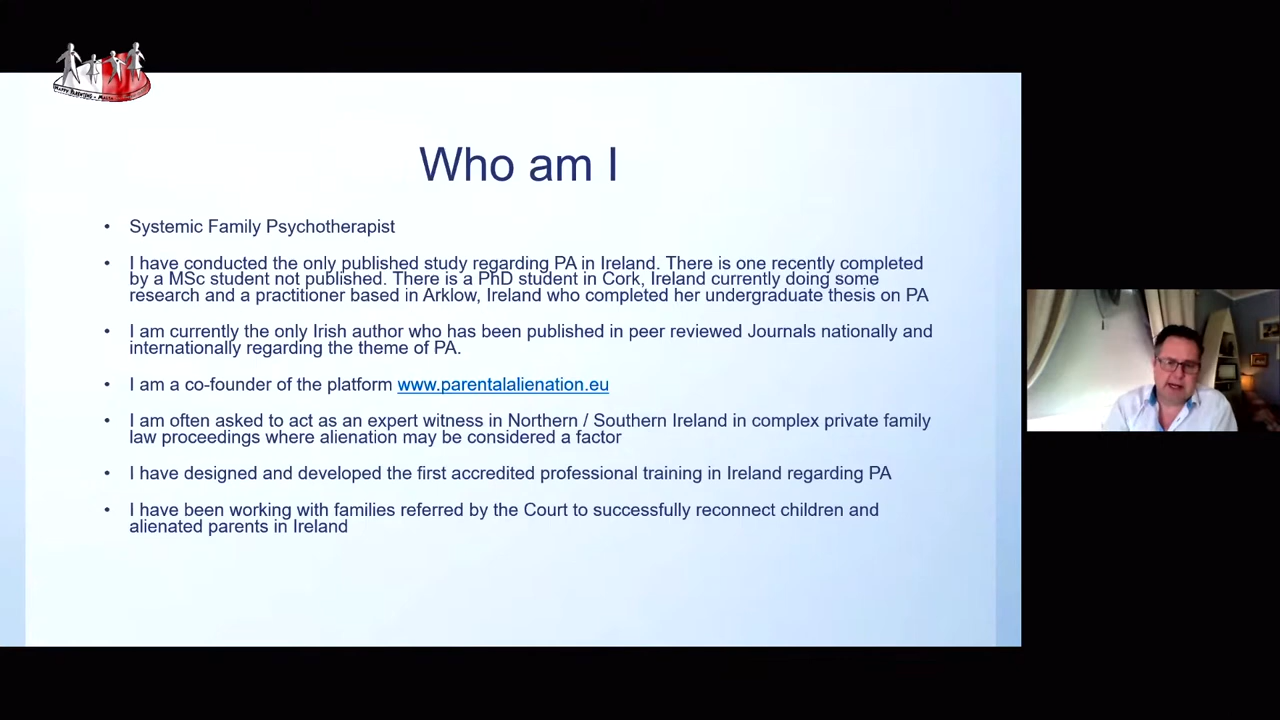 Who am I
• Systemic Family Psychotherapist
• I have conducted the only published study regarding PA in Ireland. There is one recently completed
by a MSc student not published. There is a PhD student in Cork, Ireland currently doing some
research and a practitioner based in Arklow, Ireland who completed her undergraduate thesis on PA
• I am currently the only Irish author who has been published in peer reviewed Journals nationally and
internationally regarding the theme of PA.
• I am a co-founder of the platform www.parentalalienation.eu
• I am often asked to act as an expert witness in Northern / Southern Ireland in complex private family
law proceedings where alienation may be considered a factor
• I have designed and developed the first accredited professional training in Ireland regarding PA
• I have been working with families referred by the Court to successfully reconnect children and
alienated parents in Ireland